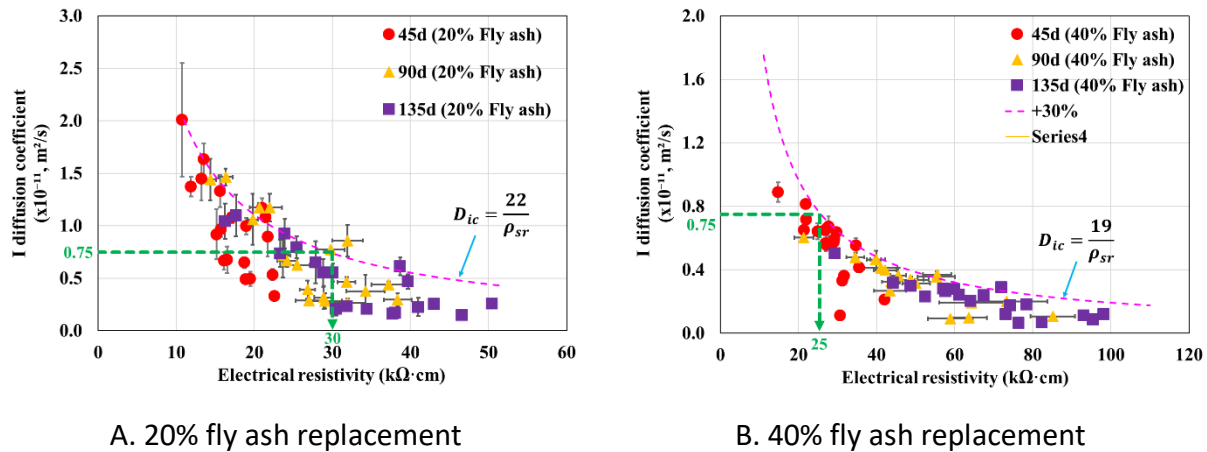 3.0
2.5
2.0
1.5
1.0
0.75
0.5
0.0
I diffusion coefficient
(x10⁻¹¹, m²/s)
45d (20% Fly ash)
90d (20% Fly ash)
135d (20% Fly ash)
D_ic = 22/ρ_sr
30
0 10 20 30 40 50 60
Electrical resistivity (kΩ·cm)
A. 20% fly ash replacement
2.0
1.6
1.2
0.8
0.75
0.4
0.0
I diffusion coefficient
(x10⁻¹¹, m²/s)
45d (40% Fly ash)
90d (40% Fly ash)
135d (40% Fly ash)
+30%
Series4
D_ic = 19/ρ_sr
25
0 20 40 60 80 100 120
Electrical resistivity (kΩ·cm)
B. 40% fly ash replacement